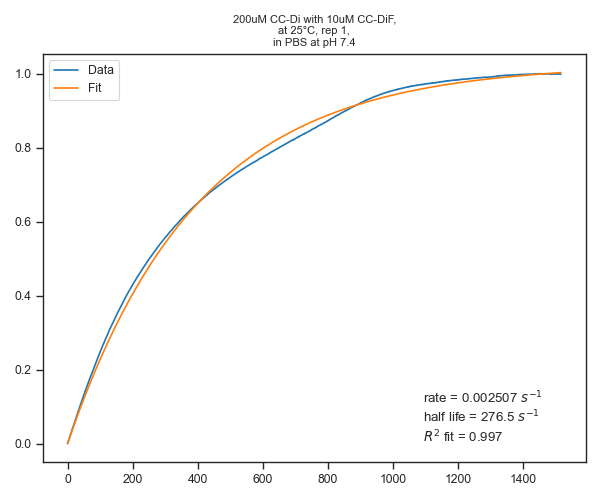 200uM CC-Di with 10uM CC-DiF,
at 25°C, rep 1,
in PBS at pH 7.4
Data
Fit
1.0
0.8
0.6
0.4
0.2
0.0
rate = 0.002507 s⁻¹
half life = 276.5 s⁻¹
R² fit = 0.997
0 200 400 600 800 1000 1200 1400